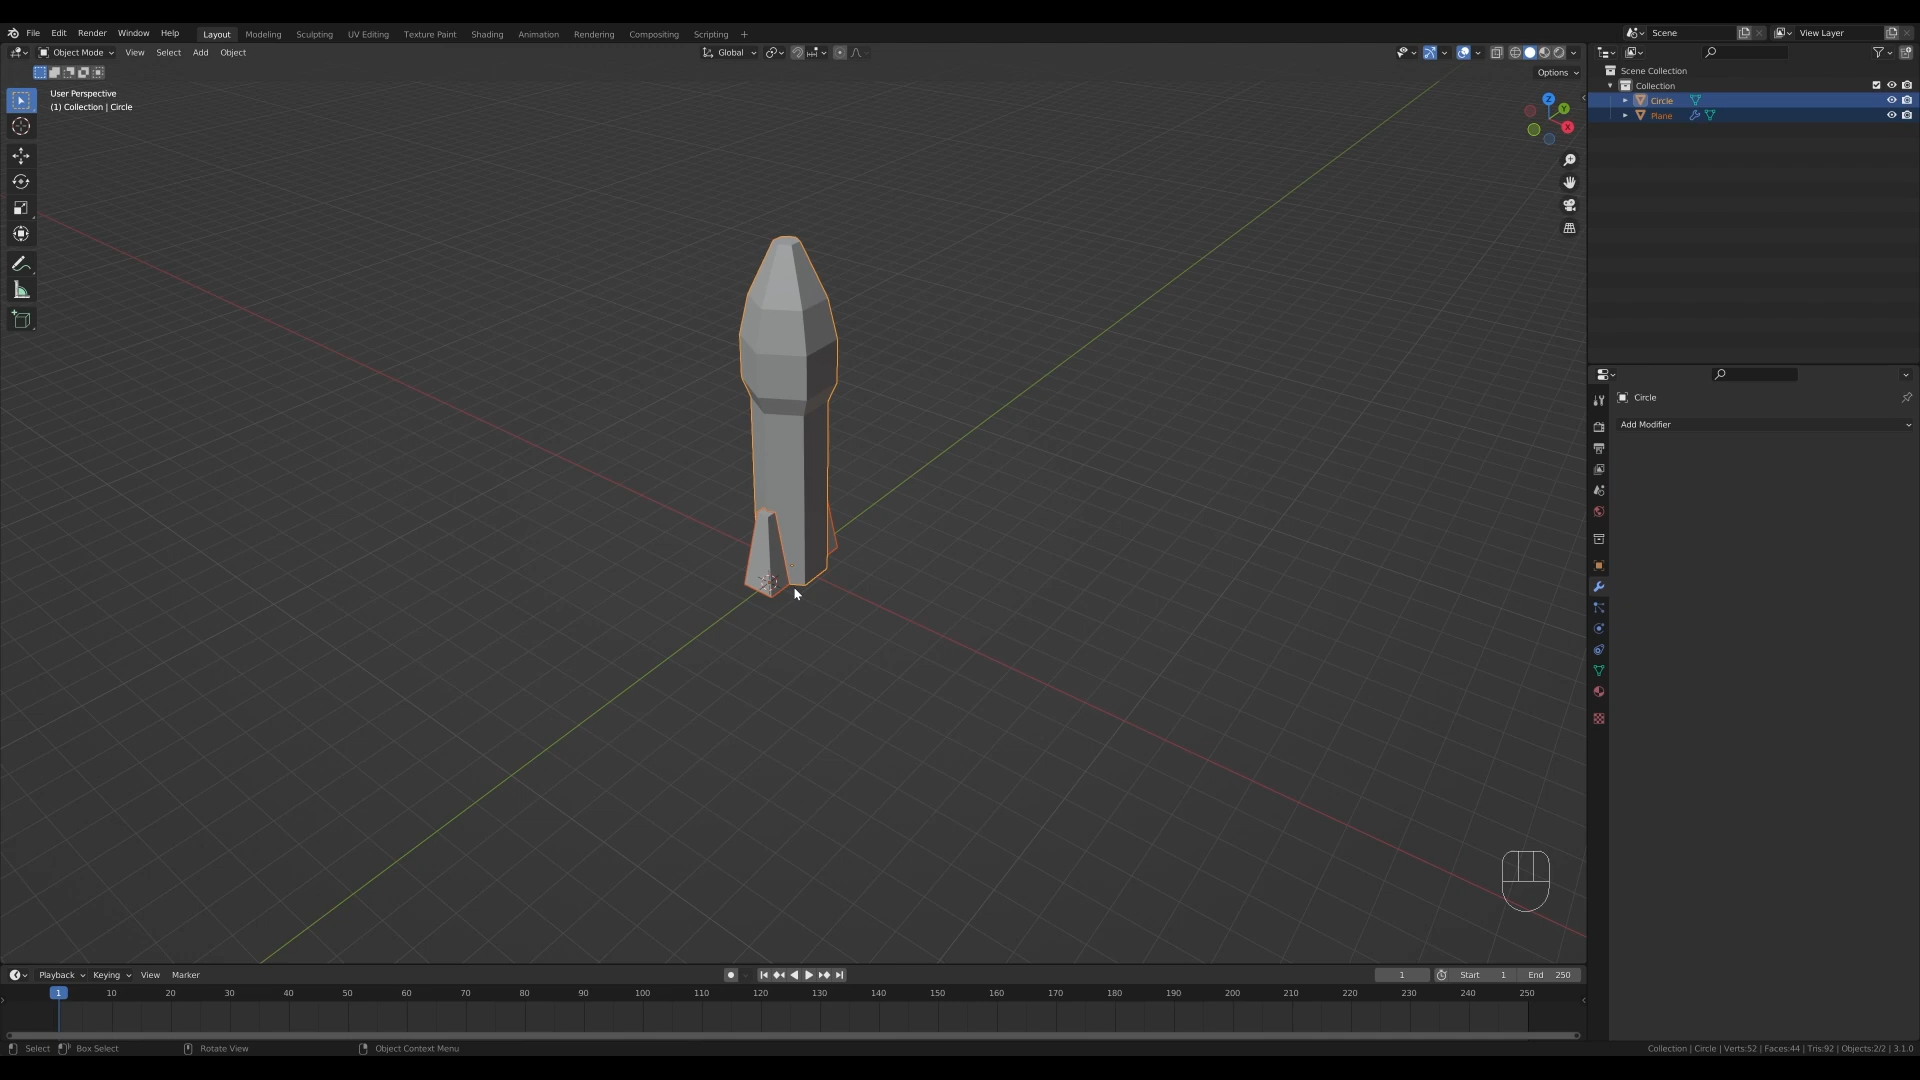 File Edit Render Window Help Layout Modeling Sculpting UV Editing Texture Paint Shading Animation Rendering Compositing Scripting + Scene View Layer
Object Mode View Select Add Object Global
Options
User Perspective
(1) Collection | Circle
Z
Y
X
Scene Collection
Collection
Circle
Plane
Circle
Add Modifier
Playback Keying View Marker 1 Start 1 End 250
1 10 20 30 40 50 60 70 80 90 100 110 120 130 140 150 160 170 180 190 200 210 220 230 240 250
Select Box Select Rotate View Object Context Menu Collection | Circle | Verts:52 | Faces:44 | Tris:92 | Objects:2/2 | 3.1.0